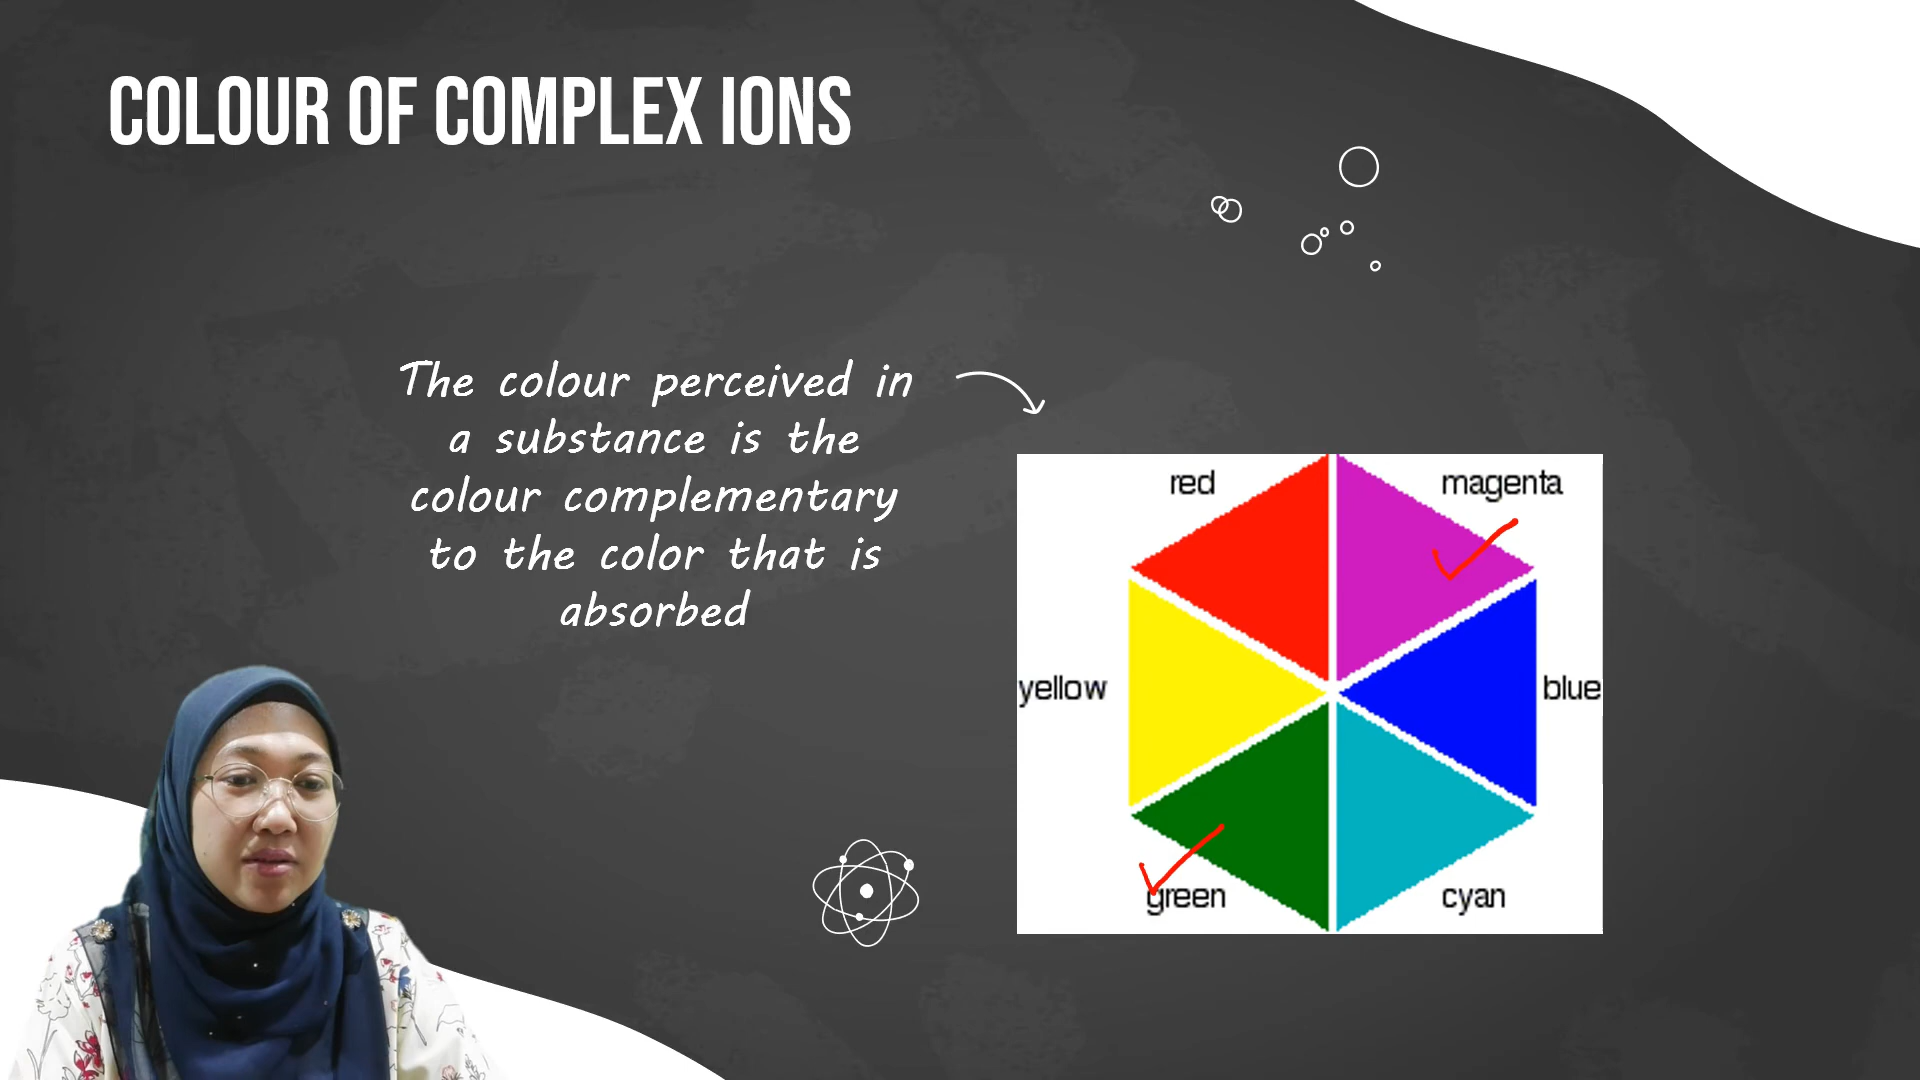 COLOUR OF COMPLEX IONS
The colour perceived in
a substance is the
colour complementary
to the color that is
absorbed
red
magenta
yellow
blue
green
cyan